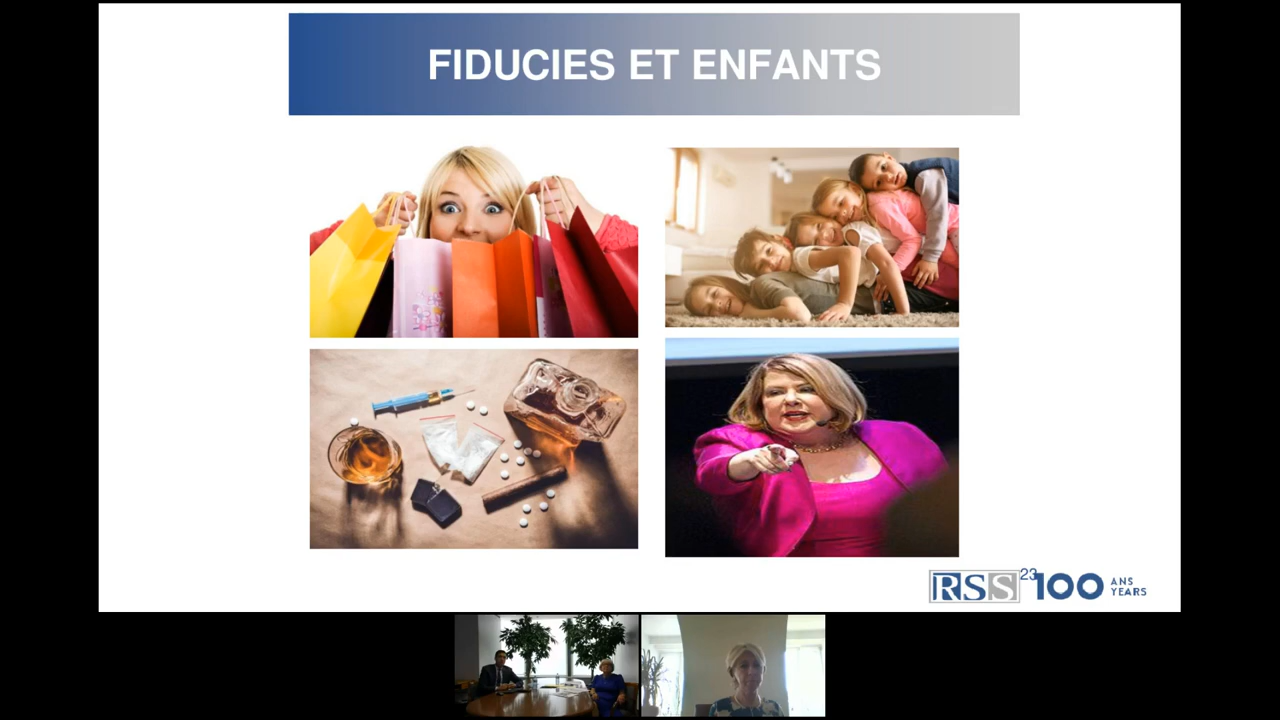 FIDUCIES ET ENFANTS
RSS
23
100 ANS
YEARS